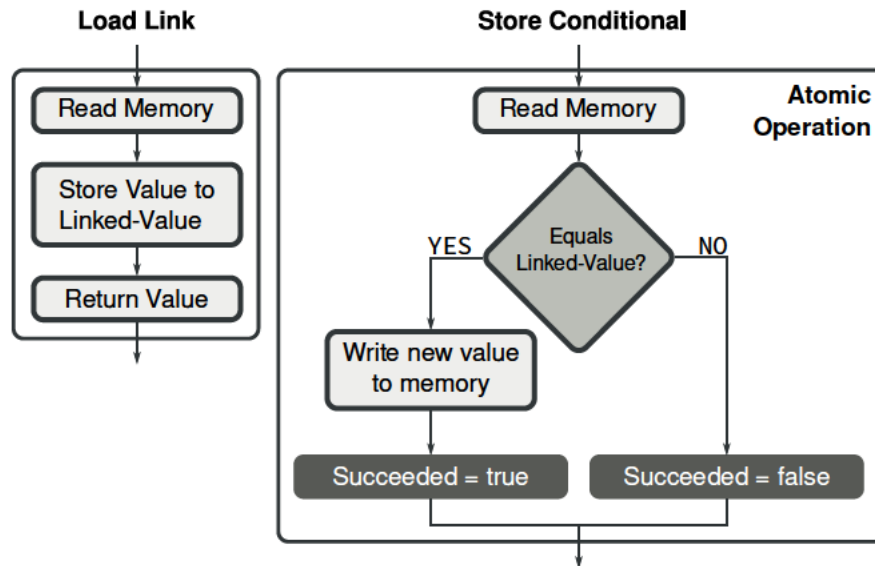 Load Link
Read Memory
Store Value to
Linked-Value
Return Value
Store Conditional
Atomic
Operation
Read Memory
Equals
Linked-Value?
YES
NO
Write new value
to memory
Succeeded = true
Succeeded = false